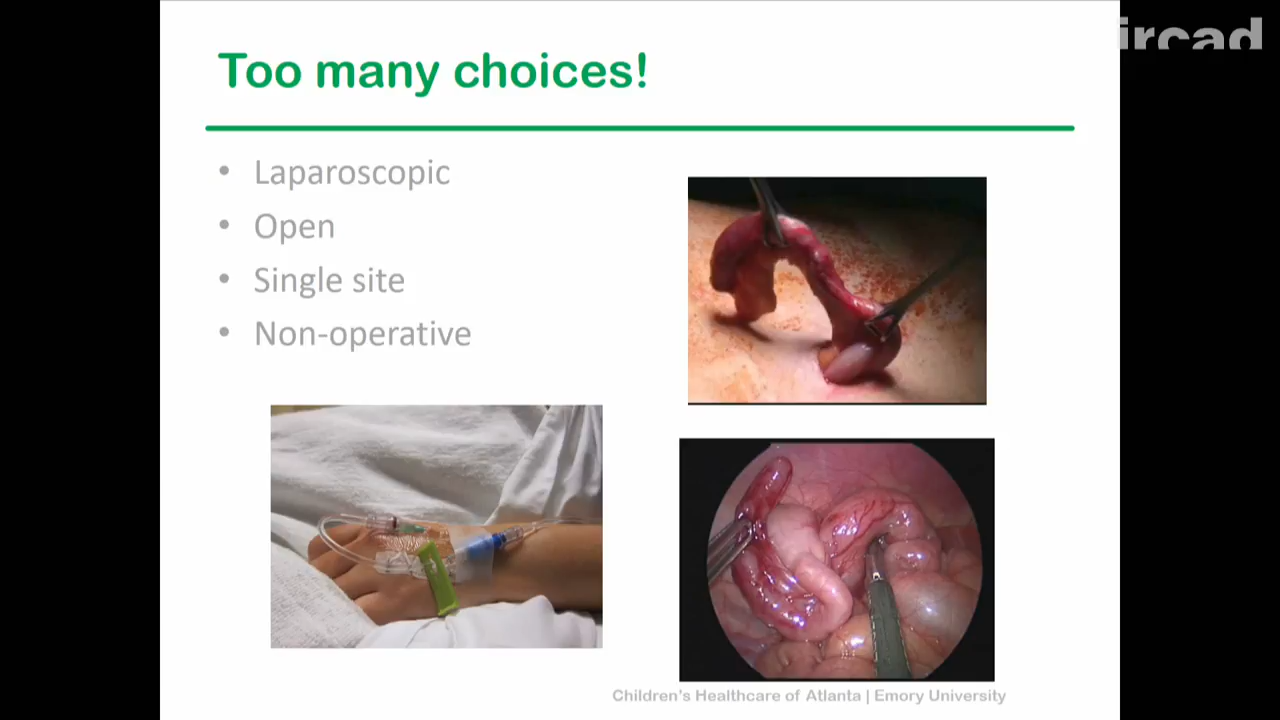 ircad
Too many choices!
• Laparoscopic
• Open
• Single site
• Non-operative
Children's Healthcare of Atlanta | Emory University